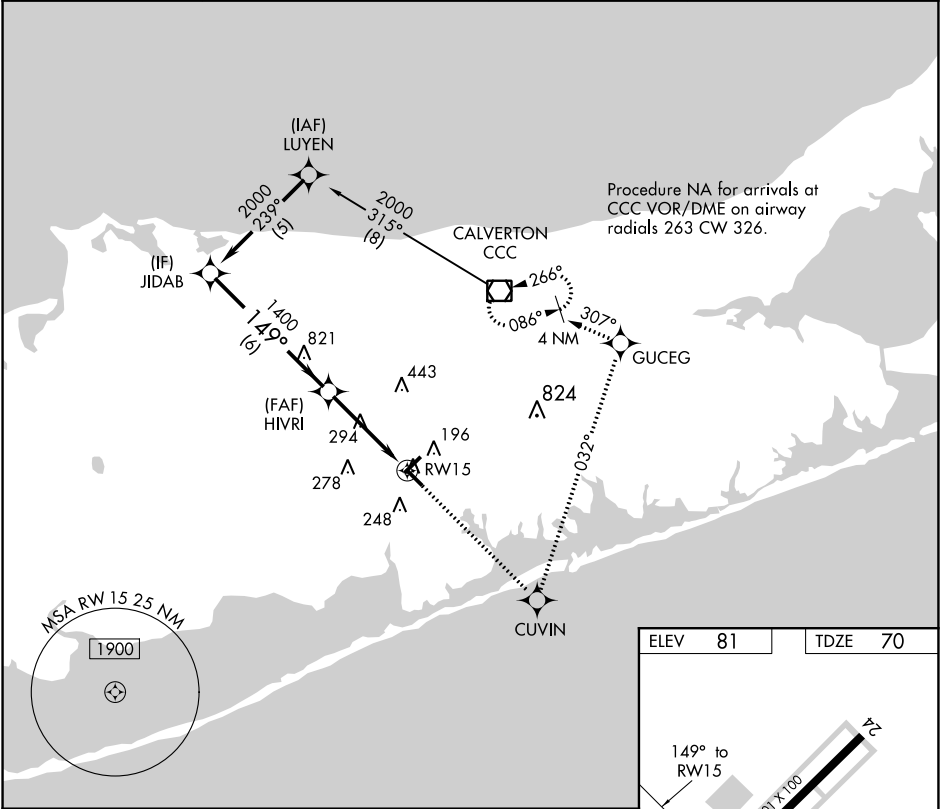 (IAF)
LUYEN
2000
239°
(5)
2000
315°
(8)
Procedure NA for arrivals at
CCC VOR/DME on airway
radials 263 CW 326.
CALVERTON
CCC
(IF)
JIDAB
266°
086°
4 NM
307°
GUCEG
1400
149°
(6)
821
443
(FAF)
HIVRI
824
294
196
RW15
278
248
032°
CUVIN
MSA RW 15 25 NM
1900
ELEV 81
TDZE 70
24
149° to
RW15
X 100